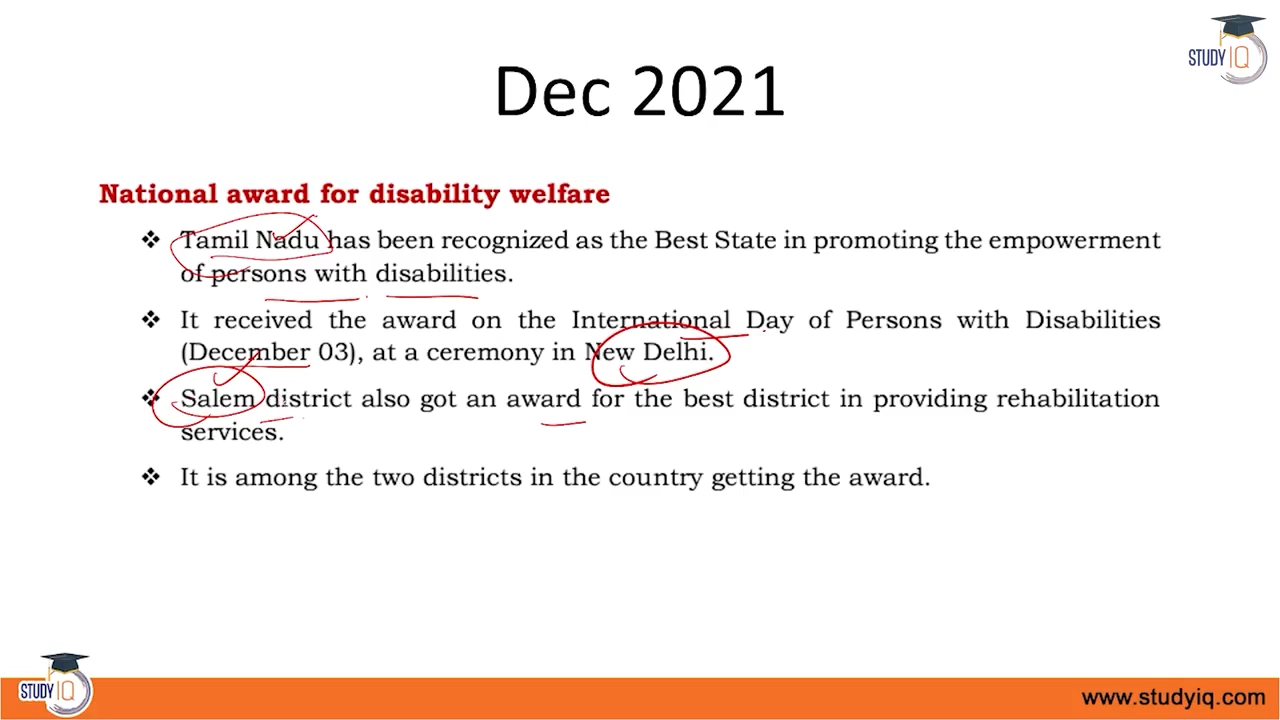 STUDY IQ
Dec 2021
National award for disability welfare
❖ Tamil Nadu has been recognized as the Best State in promoting the empowerment
of persons with disabilities.
❖ It received the award on the International Day of Persons with Disabilities
(December 03), at a ceremony in New Delhi.
❖ Salem district also got an award for the best district in providing rehabilitation
services.
❖ It is among the two districts in the country getting the award.
STUDY IQ
www.studyiq.com